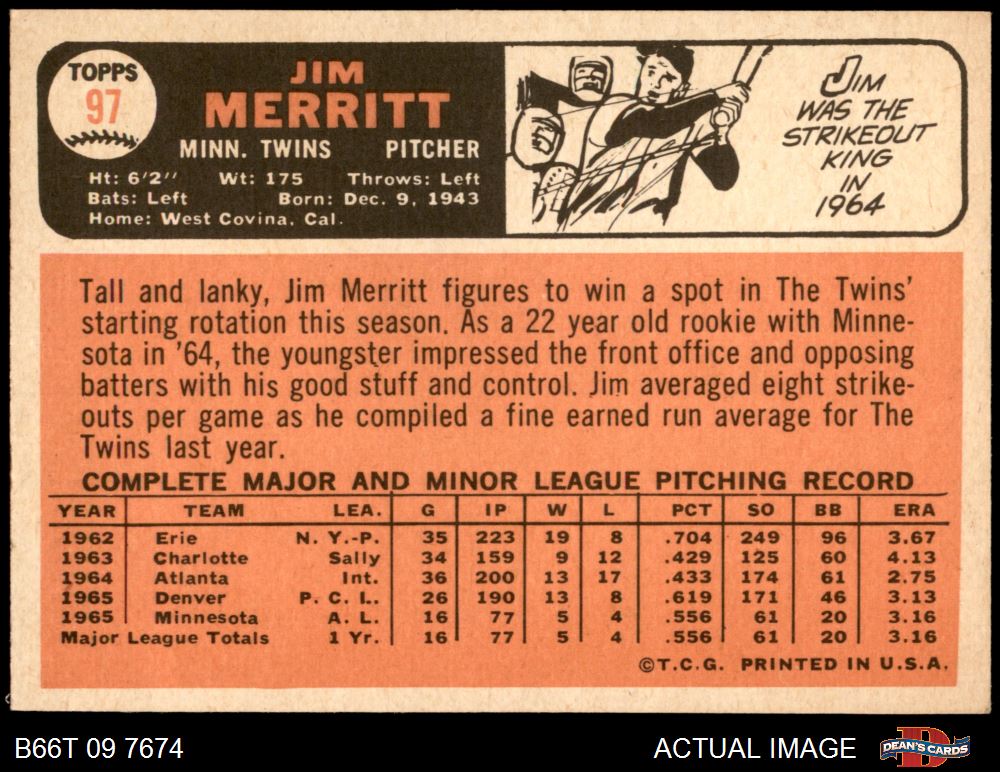 TOPPS
97
JIM
MERRITT
MINN. TWINS PITCHER
Ht: 6'2" Wt: 175 Throws: Left
Bats: Left Born: Dec. 9, 1943
Home: West Covina, Cal.
JIM
WAS THE
STRIKEOUT
KING
IN
1964
Tall and lanky, Jim Merritt figures to win a spot in The Twins'
starting rotation this season. As a 22 year old rookie with Minne-
sota in '64, the youngster impressed the front office and opposing
batters with his good stuff and control. Jim averaged eight strike-
outs per game as he compiled a fine earned run average for The
Twins last year.
COMPLETE MAJOR AND MINOR LEAGUE PITCHING RECORD
YEAR TEAM LEA. G IP W L PCT SO BB ERA
1962 Erie N. Y.-P. 35 223 19 8 .704 249 96 3.67
1963 Charlotte Sally 34 159 9 12 .429 125 60 4.13
1964 Atlanta Int. 36 200 13 17 .433 174 61 2.75
1965 Denver P. C. L. 26 190 13 8 .619 171 46 3.13
1965 Minnesota A. L. 16 77 5 4 .556 61 20 3.16
Major League Totals 1 Yr. 16 77 5 4 .556 61 20 3.16
©T.C.G. PRINTED IN U.S.A.
B66T 09 7674 ACTUAL IMAGE DEAN'S CARDS